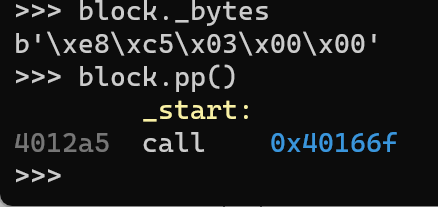 >>> block._bytes
b'\xe8\xc5\x03\x00\x00'
>>> block.pp()
_start:
4012a5 call 0x40166f
>>>